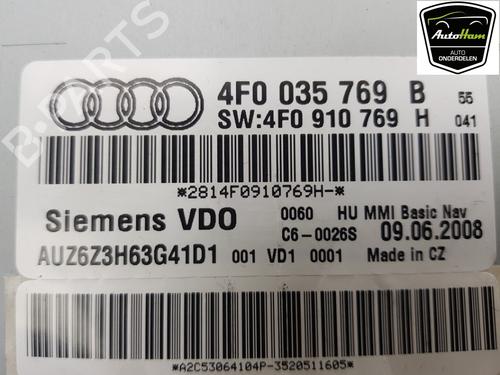 AutoHam
AUTO
ONDERDELEN
B-PARTS
4F0 035 769 B 55
SW:4F0 910 769 H 041
*2814F0910769H-*
Siemens VDO 0060 HU MMI Basic Nav
C6-0026S 09.06.2008
AUZ6Z3H63G41D1 001 VD1 0001 Made in CZ
*A2C53064104P-3520511605*